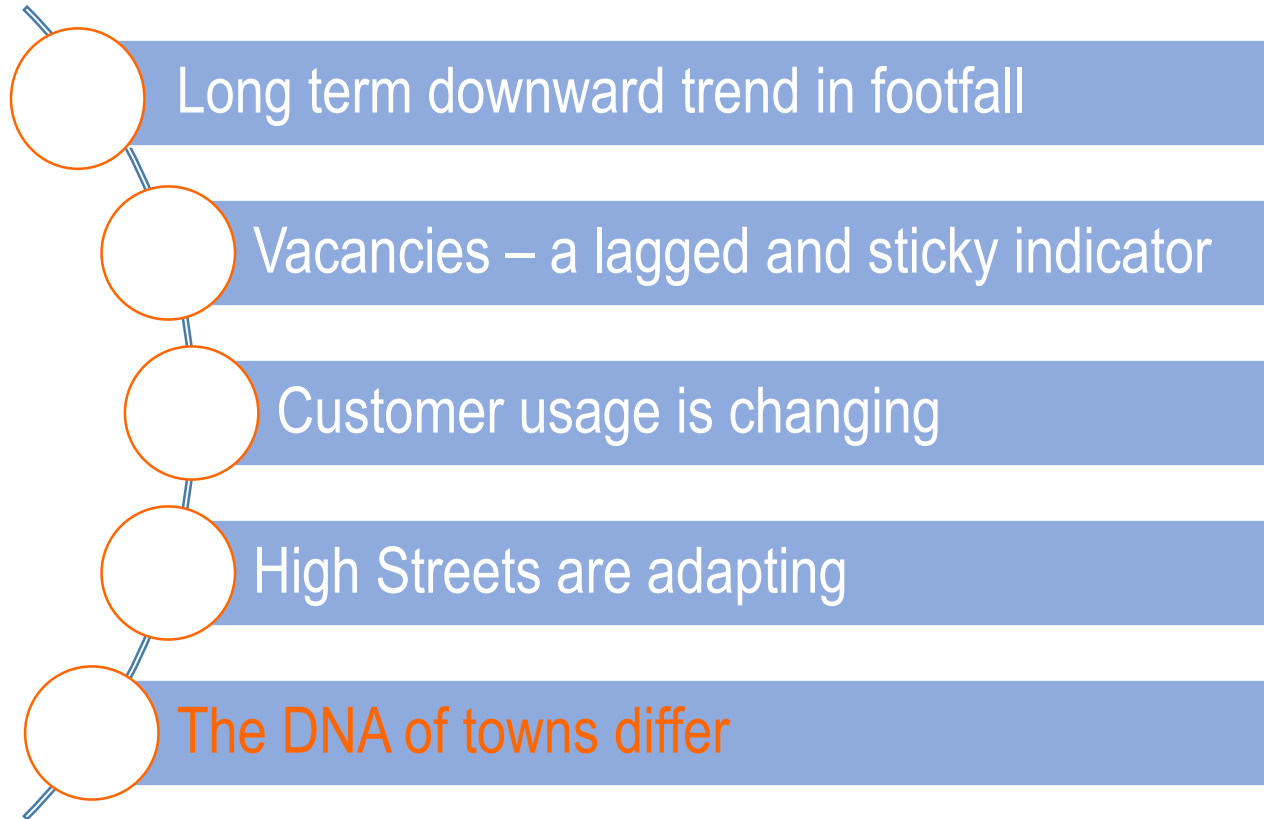 Long term downward trend in footfall
Vacancies – a lagged and sticky indicator
Customer usage is changing
High Streets are adapting
The DNA of towns differ